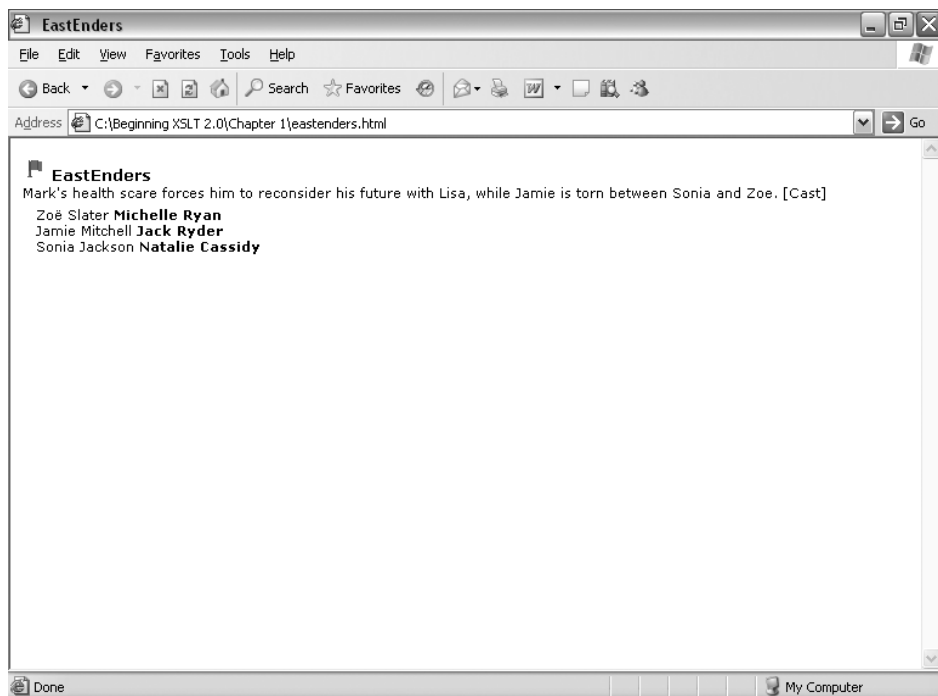 EastEnders
File Edit View Favorites Tools Help
Back Search Favorites W
Address C:\Beginning XSLT 2.0\Chapter 1\eastenders.html Go
EastEnders
Mark's health scare forces him to reconsider his future with Lisa, while Jamie is torn between Sonia and Zoe. [Cast]
Zoë Slater Michelle Ryan
Jamie Mitchell Jack Ryder
Sonia Jackson Natalie Cassidy
Done My Computer